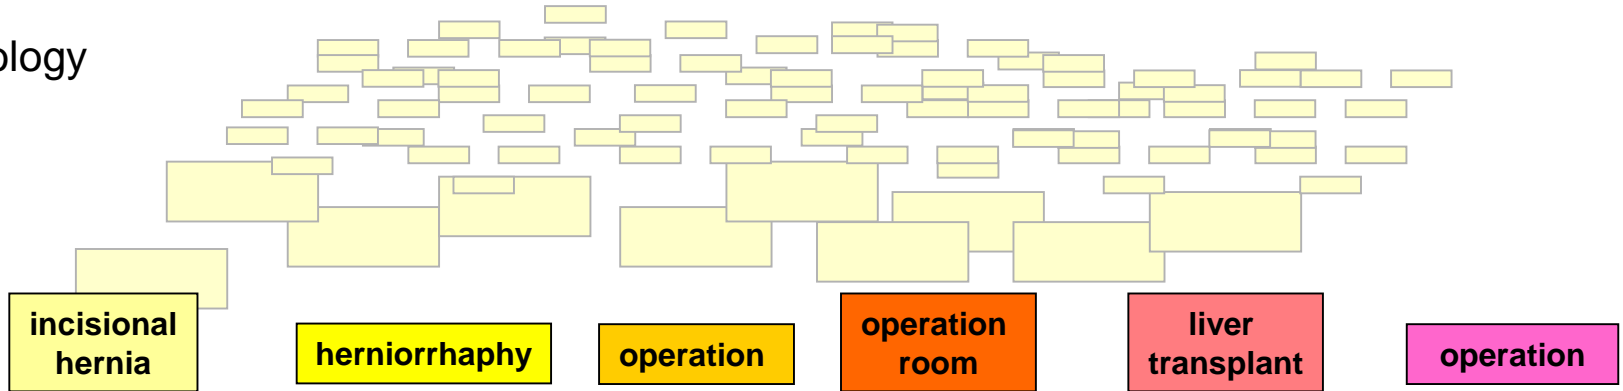 ology
incisional
hernia
herniorrhaphy
operation
operation
room
liver
transplant
operation